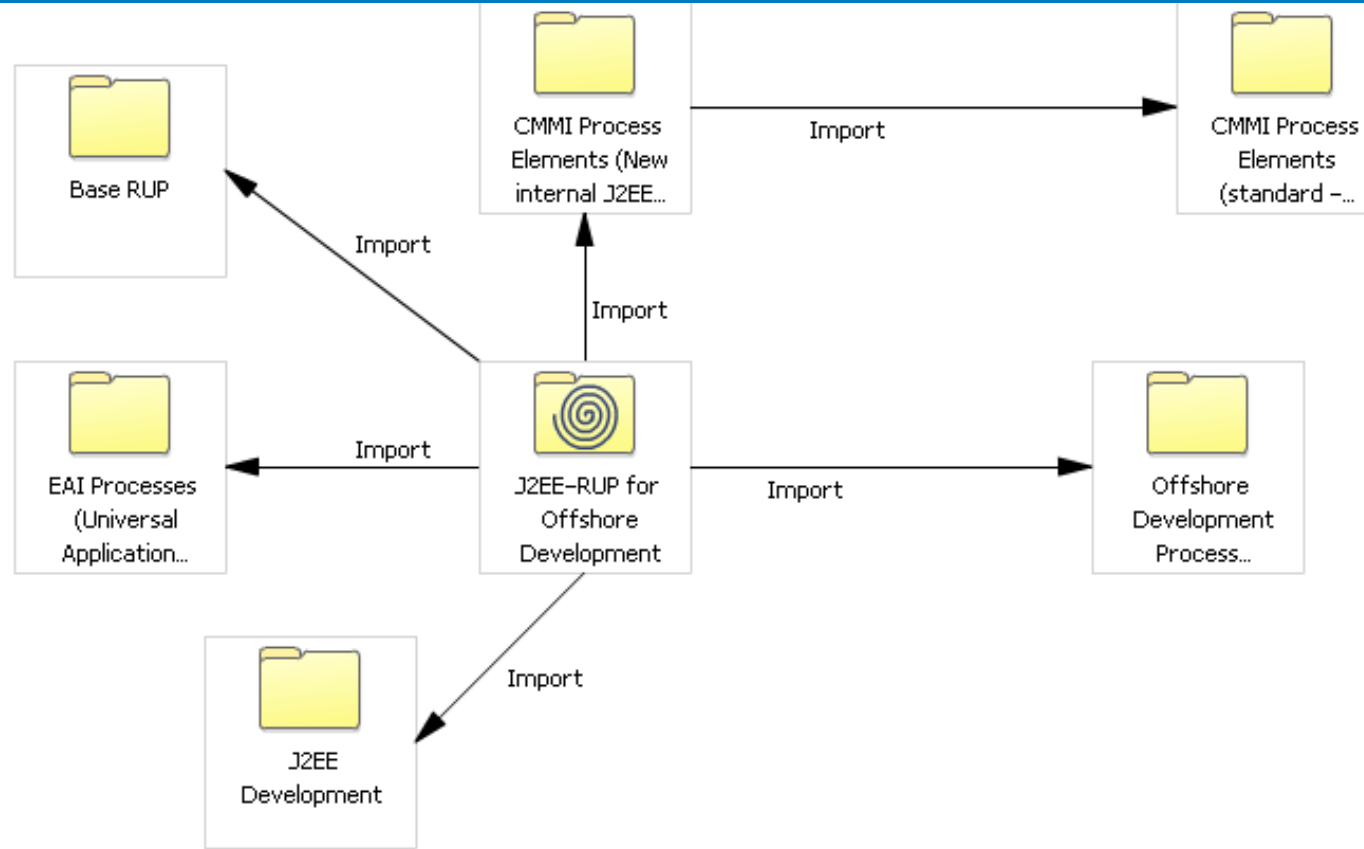 CMMI Process
Elements (New
internal J2EE...
Import
CMMI Process
Elements
(standard –...
Base RUP
Import
Import
EAI Processes
(Universal
Application...
Import
J2EE–RUP for
Offshore
Development
Import
Offshore
Development
Process...
Import
J2EE
Development